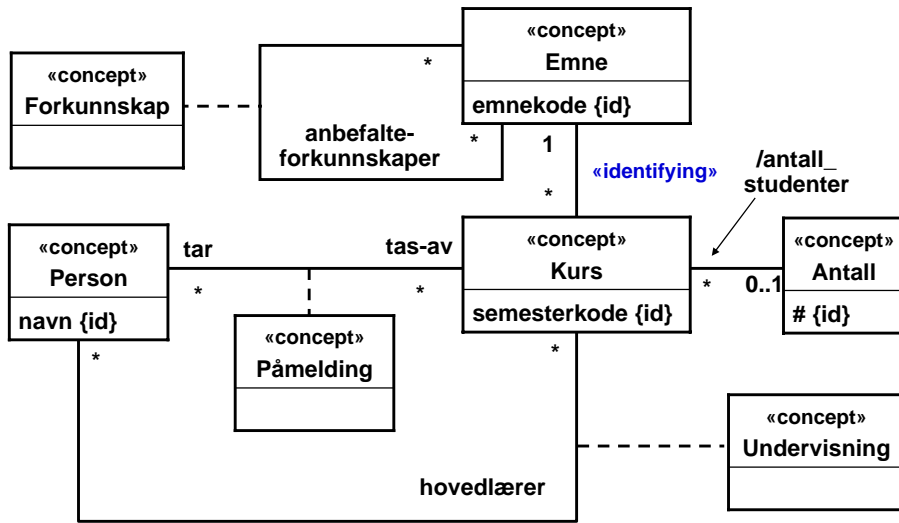 «concept»
Emne
*
emnekode {id}
«concept»
Forkunnskap
anbefalte-
forkunnskaper
*
1
«identifying»
*
/antall_
studenter
«concept»
Person
navn {id}
*
tar
*
tas-av
*
«concept»
Kurs
semesterkode {id}
*
*
0..1
«concept»
Antall
# {id}
«concept»
Påmelding
«concept»
Undervisning
hovedlærer